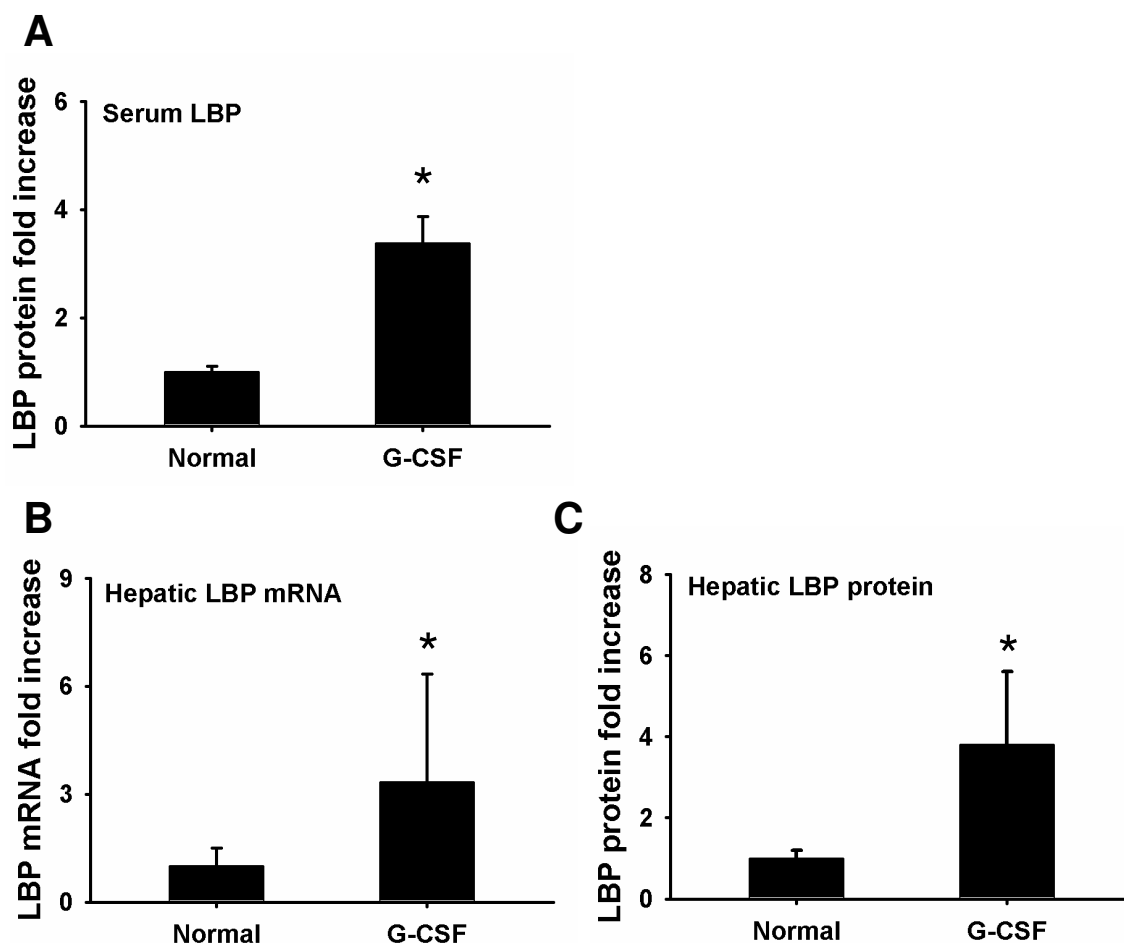 A
LBP protein fold increase
Serum LBP
6
4
2
0
*
Normal
G-CSF
B
LBP mRNA fold increase
Hepatic LBP mRNA
9
6
3
0
*
Normal
G-CSF
C
LBP protein fold increase
Hepatic LBP protein
8
6
4
2
0
*
Normal
G-CSF